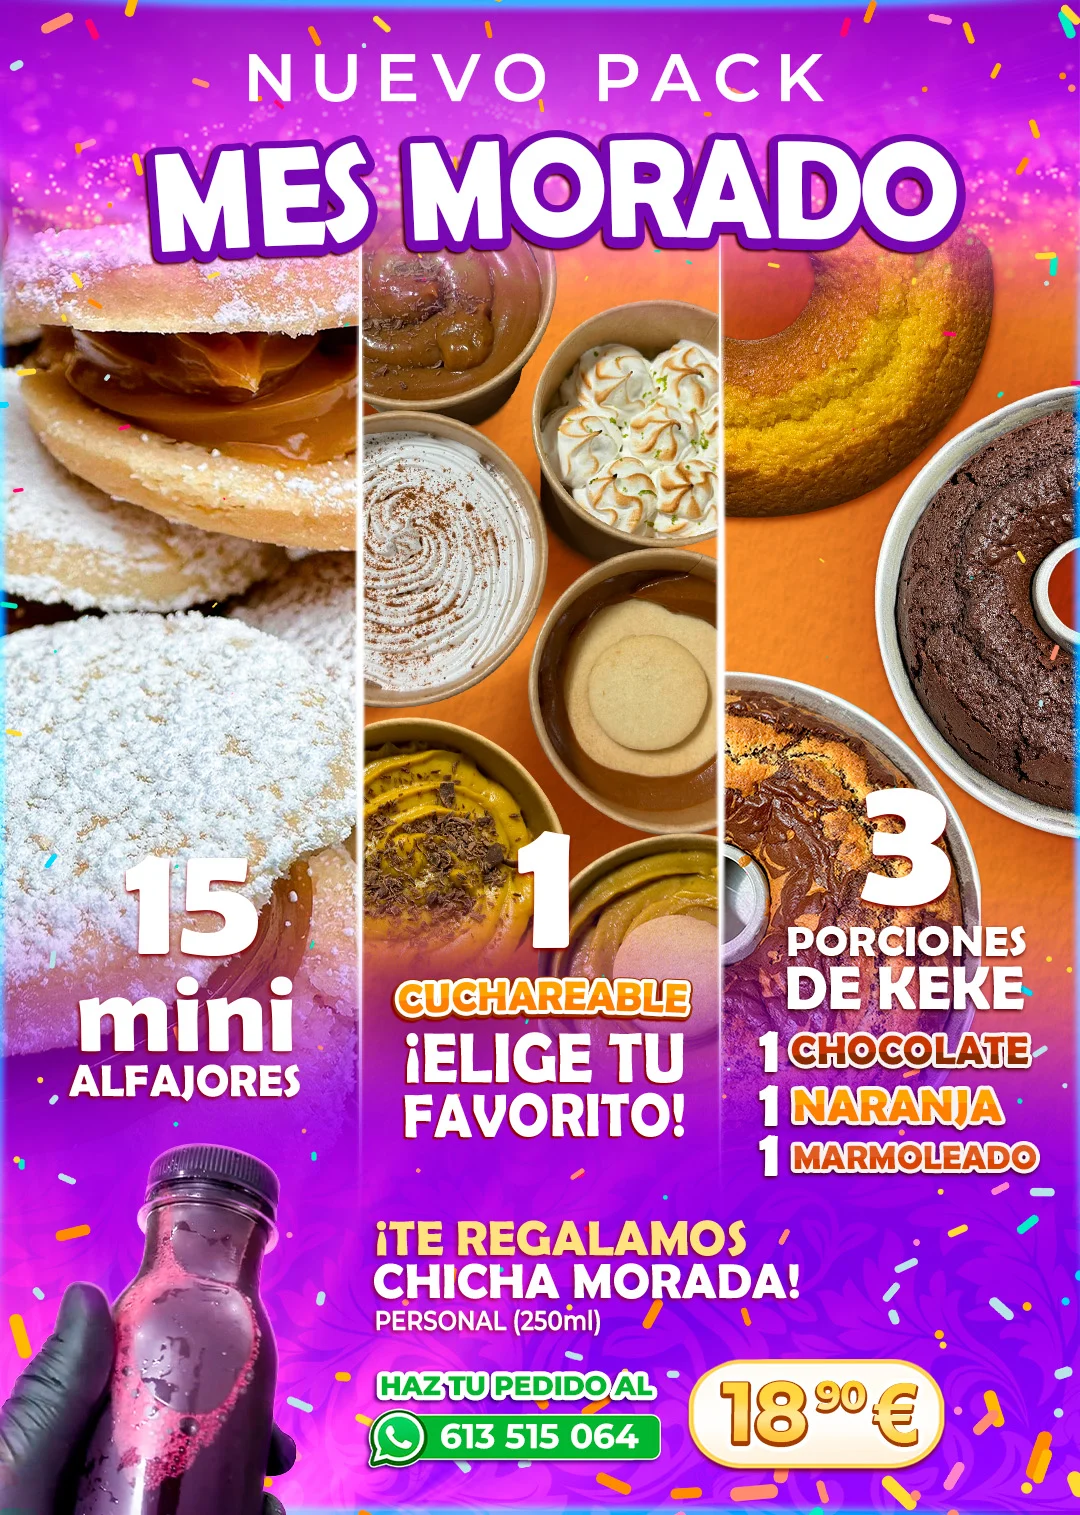 NUEVO PACK
MES MORADO
15
mini
ALFAJORES
1
CUCHAREABLE
¡ELIGE TU
FAVORITO!
3
PORCIONES
DE KEKE
1 CHOCOLATE
1 NARANJA
1 MARMOLEADO
¡TE REGALAMOS
CHICHA MORADA!
PERSONAL (250ml)
HAZ TU PEDIDO AL
613 515 064
18 90 €